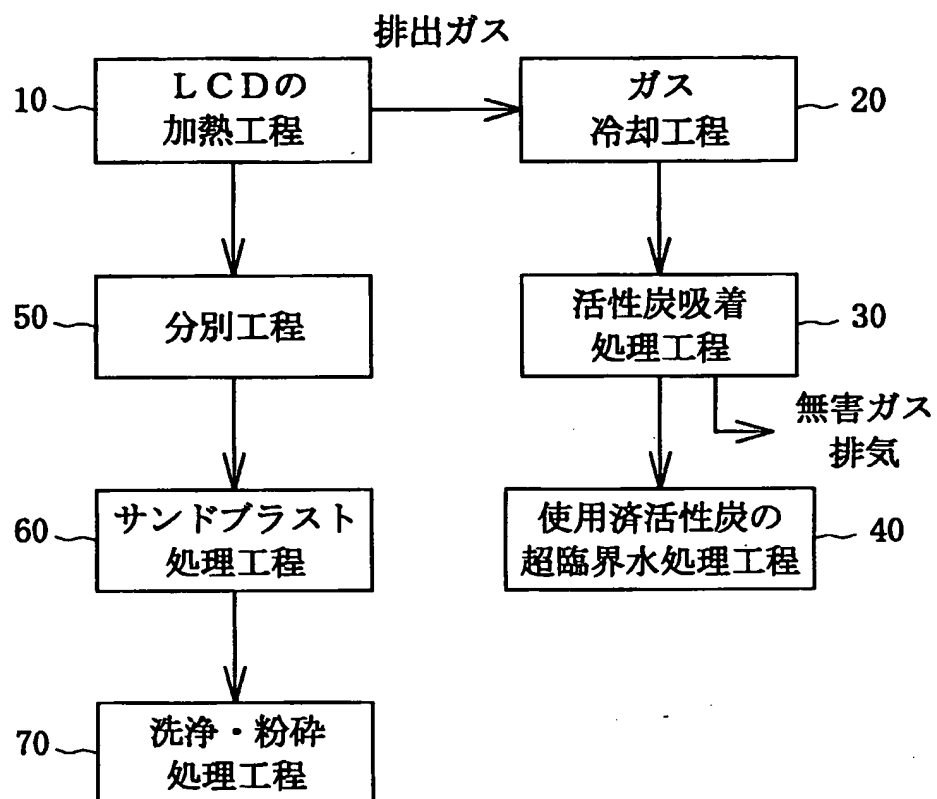 排出ガス
10
LCDの
加熱工程
ガス
冷却工程
20
50
分別工程
活性炭吸着
処理工程
30
無害ガス
排気
60
サンドブラスト
処理工程
使用済活性炭の
超臨界水処理工程
40
70
洗浄・粉砕
処理工程